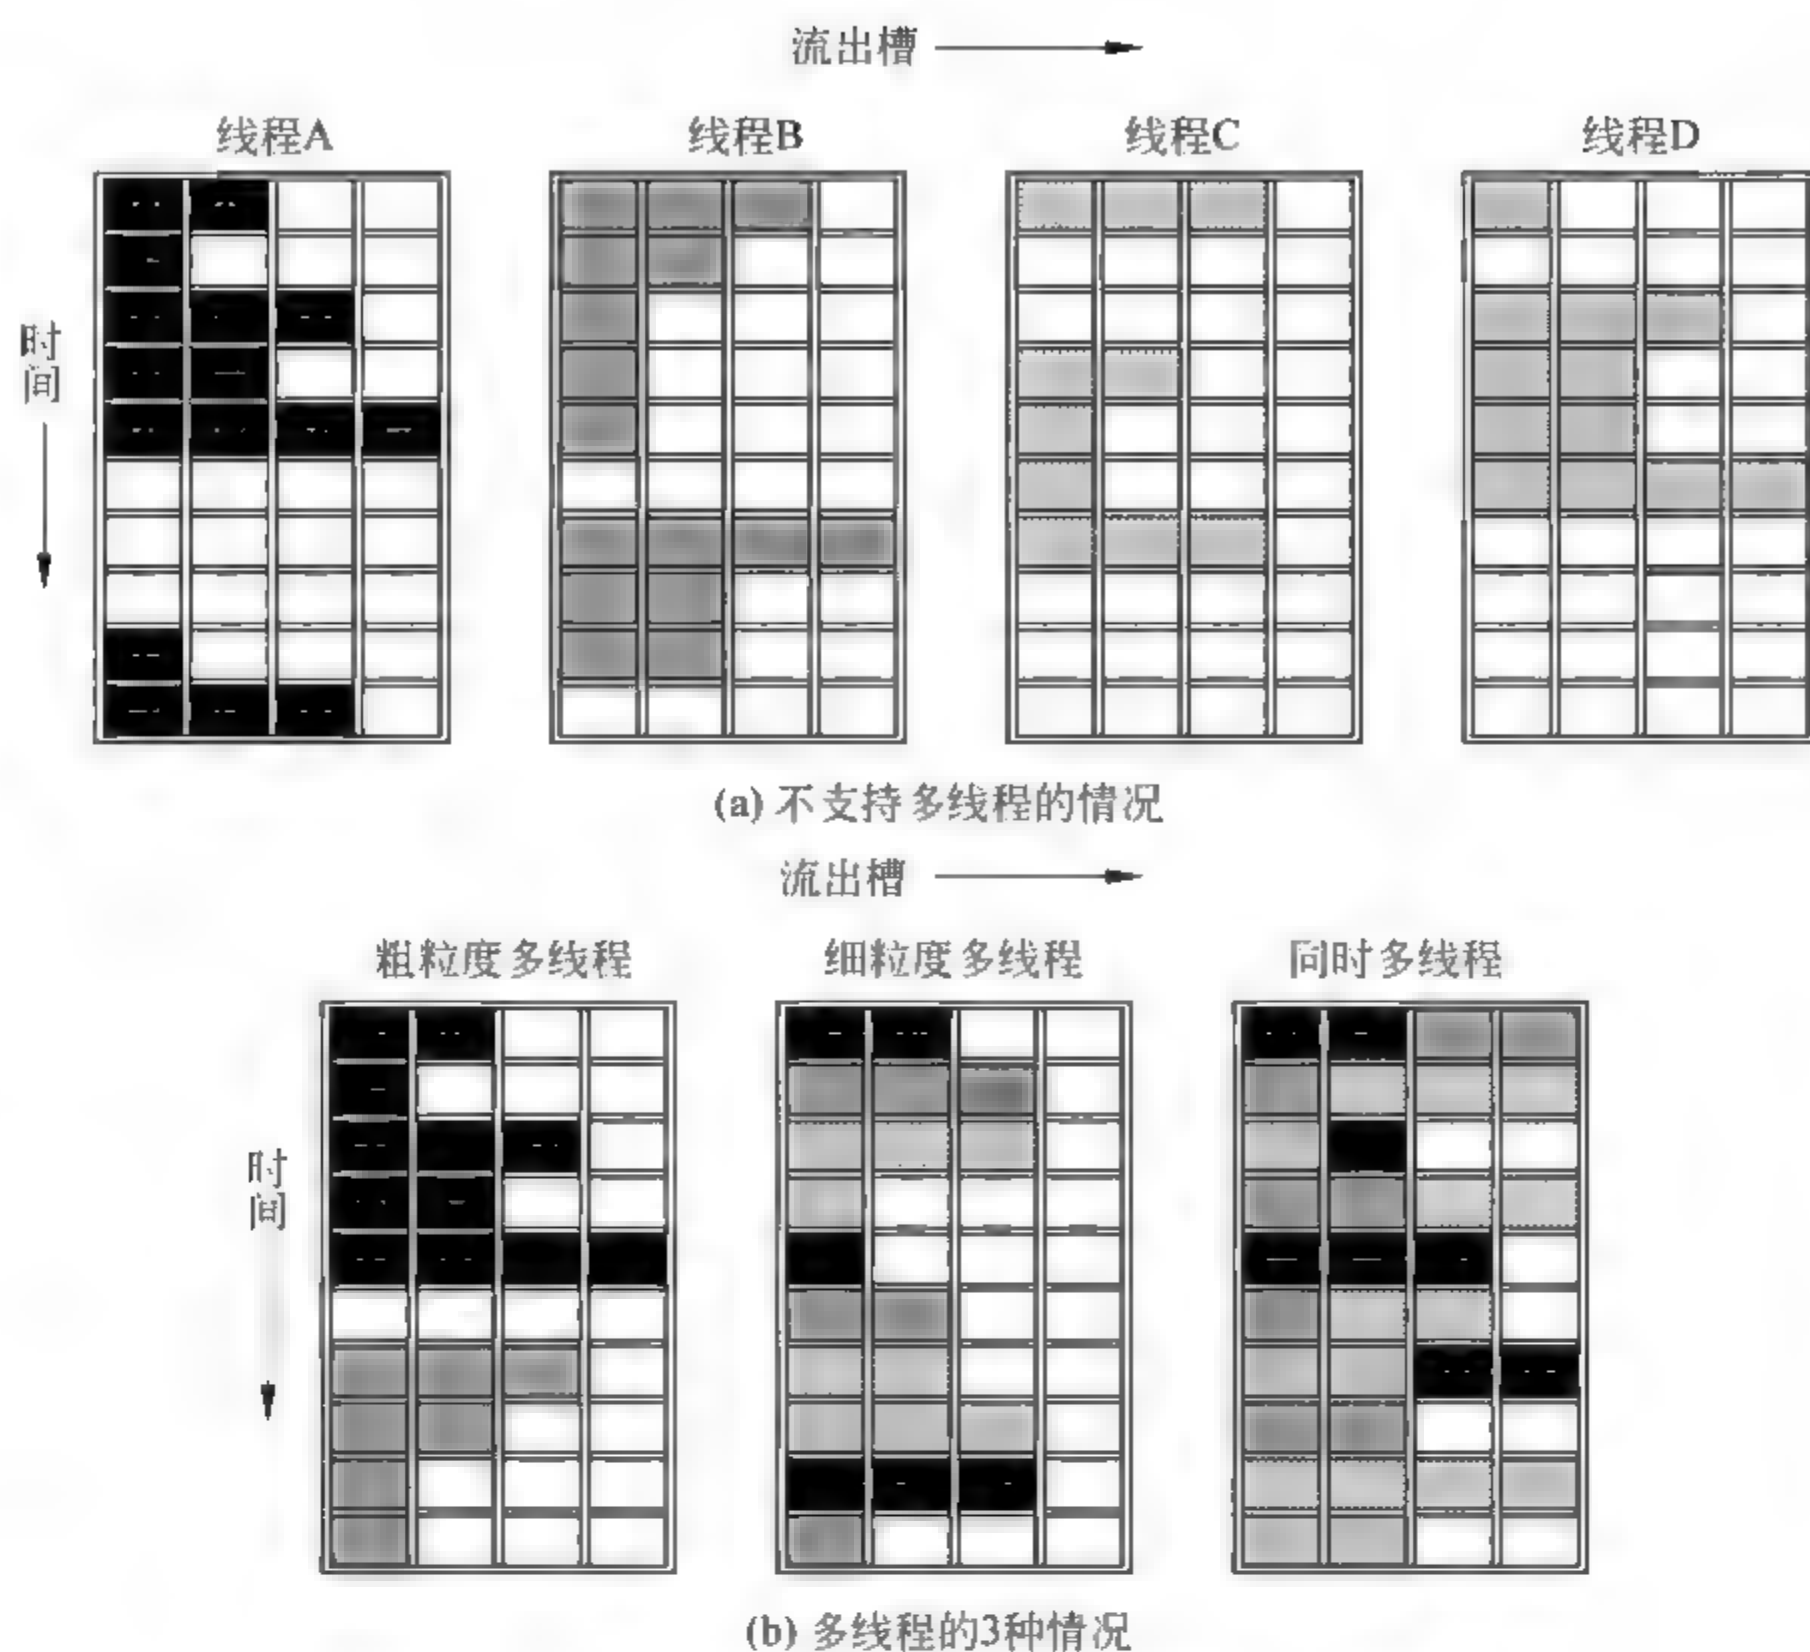 流出槽
线程A 线程B 线程C 线程D
时间
(a) 不支持多线程的情况
流出槽
粗粒度多线程 细粒度多线程 同时多线程
时间
(b) 多线程的3种情况